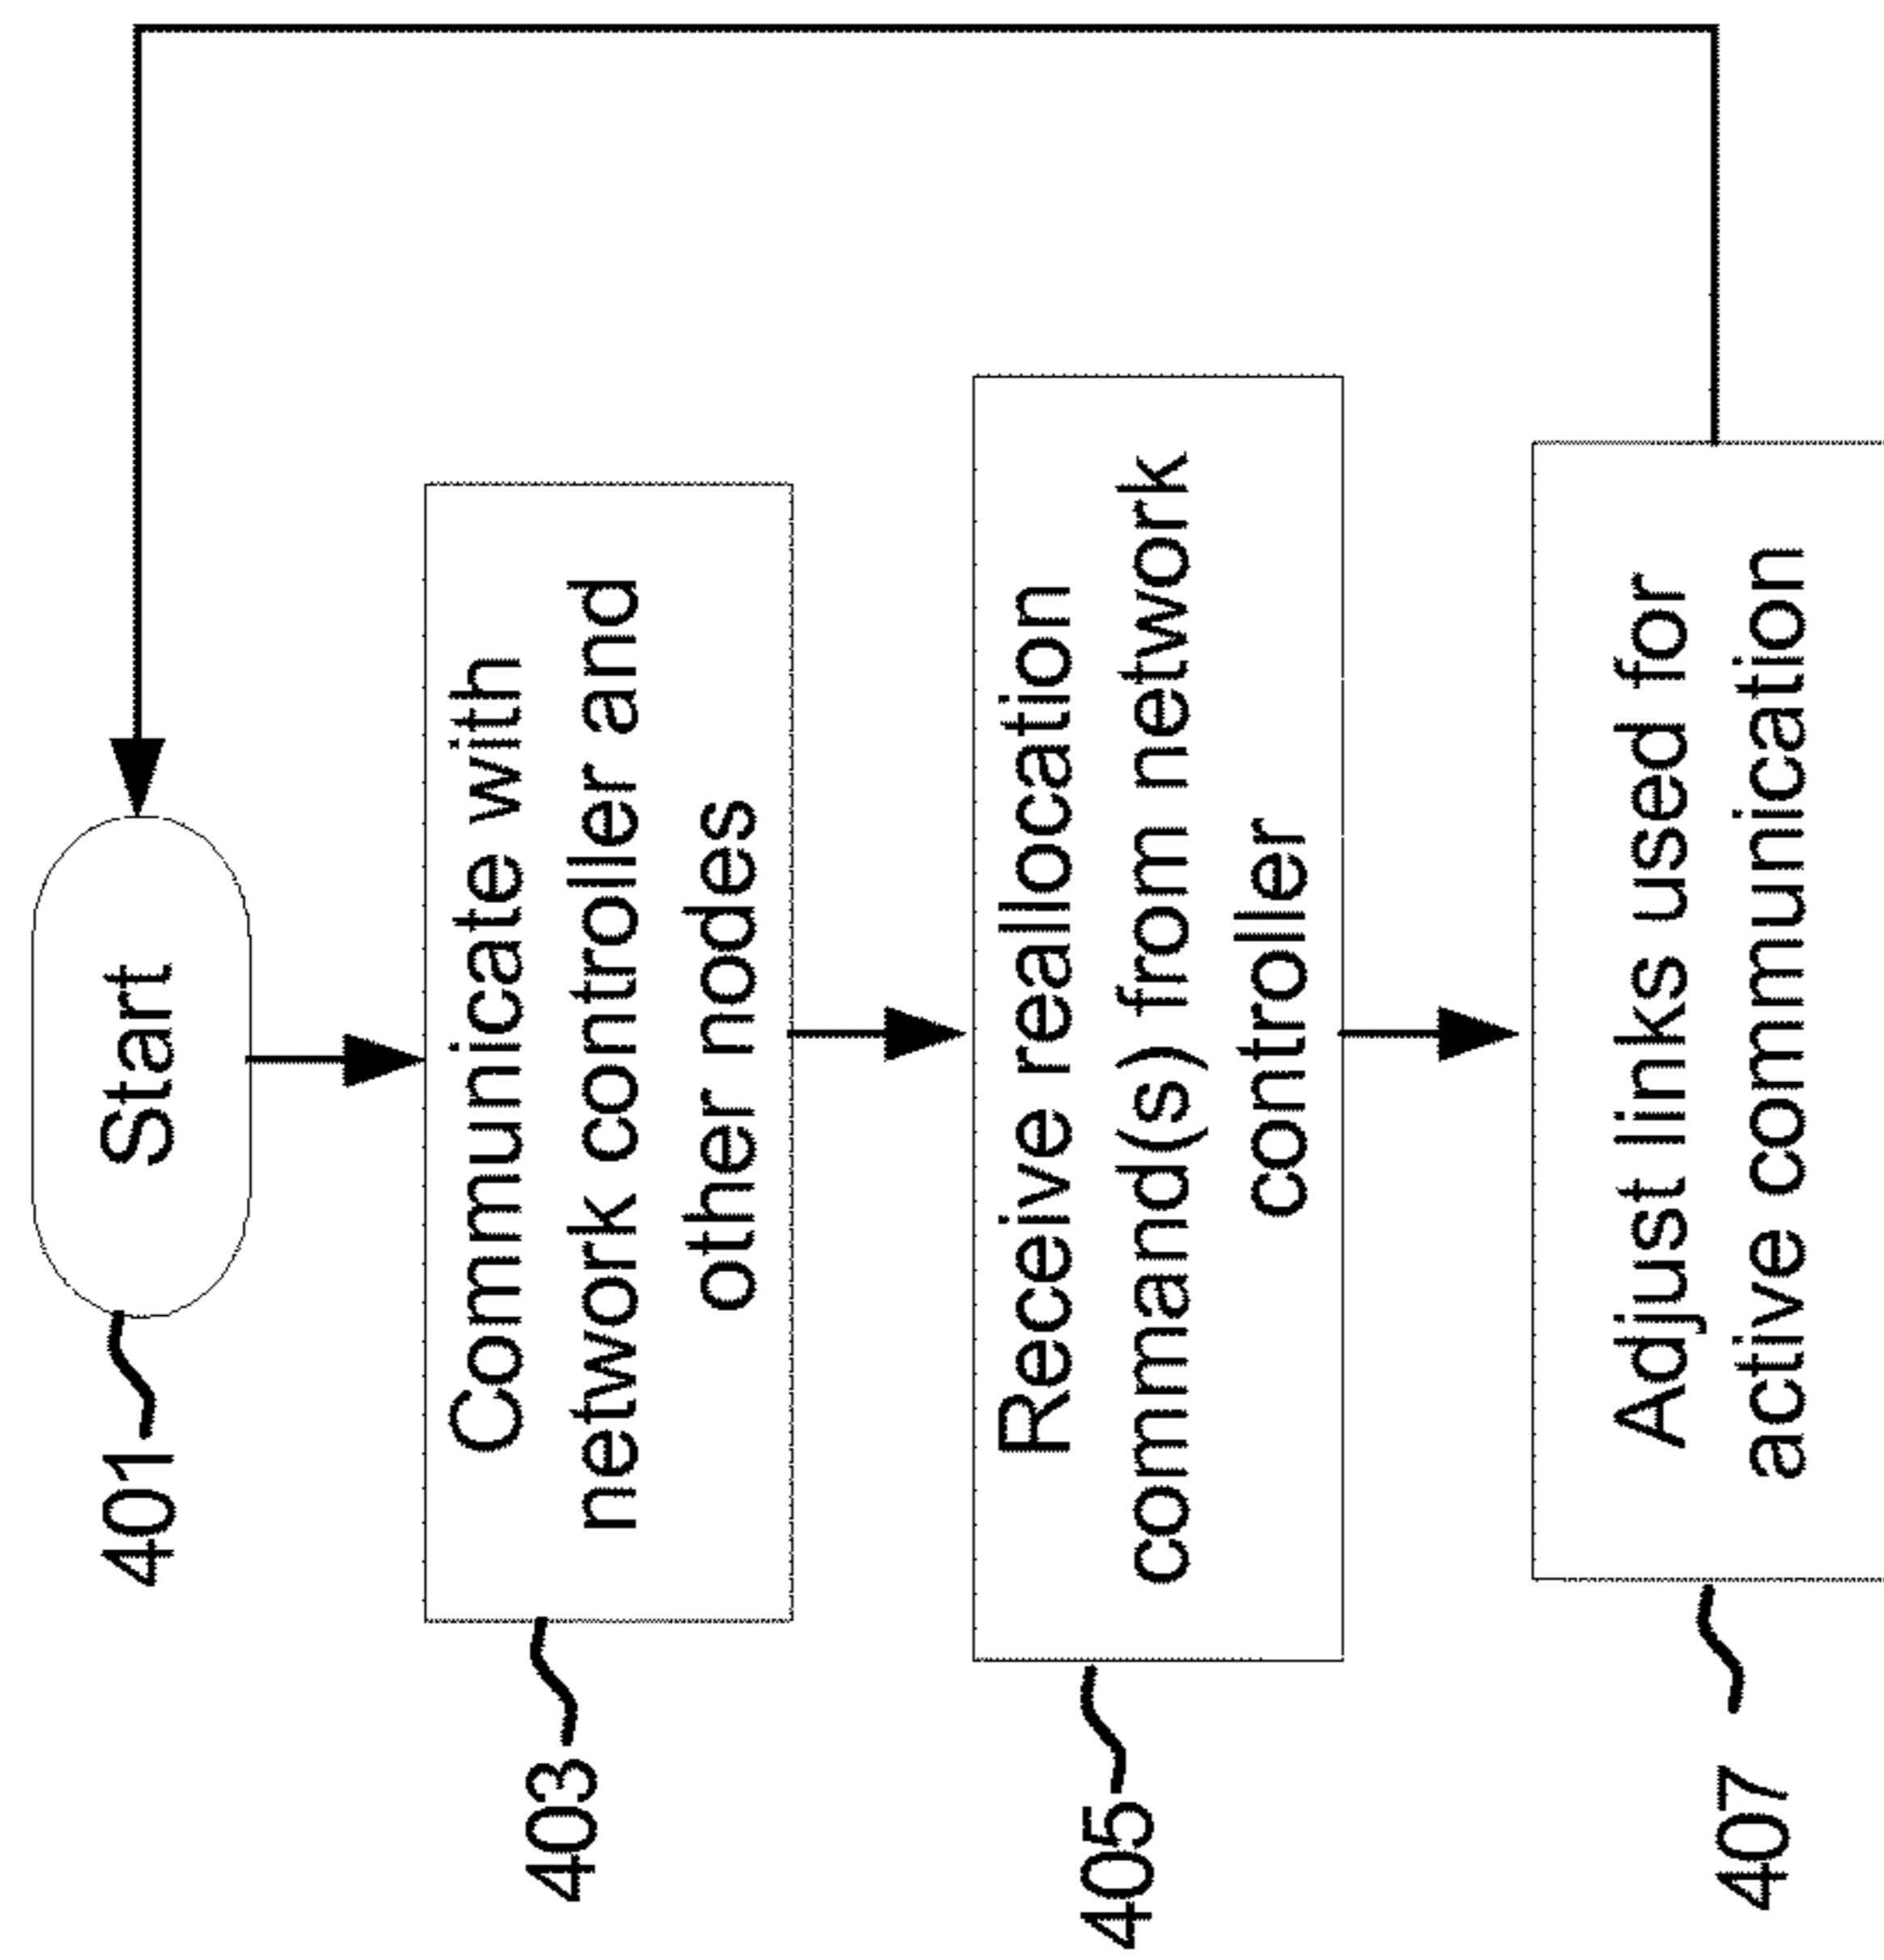 Start
401
Communicate with
network controller and
other nodes
403
Receive reallocation
command(s) from network
controller
405
Adjust links used for
active communication
407